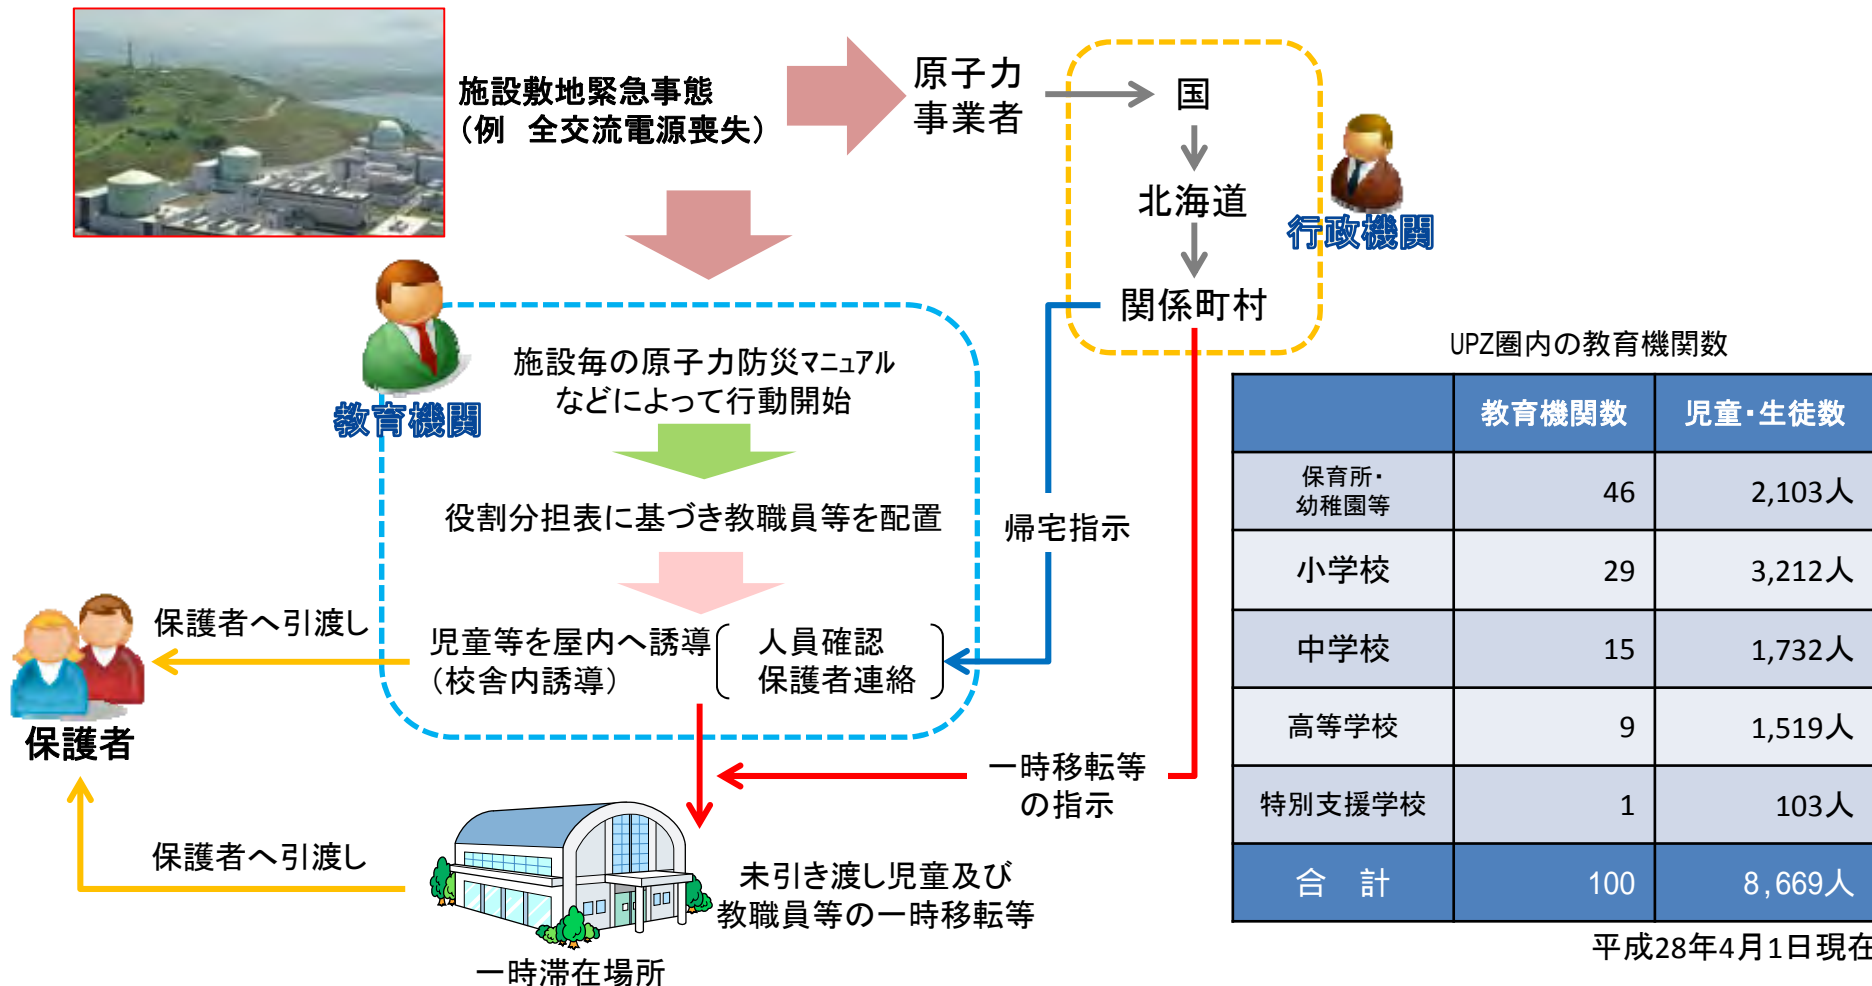 施設敷地緊急事態
（例　全交流電源喪失）
原子力
事業者
国
北海道
関係町村
行政機関
教育機関
施設毎の原子力防災マニュアル
などによって行動開始
役割分担表に基づき教職員等を配置
児童等を屋内へ誘導
（校舎内誘導）
人員確認
保護者連絡
帰宅指示
保護者へ引渡し
保護者
一時移転等
の指示
保護者へ引渡し
未引き渡し児童及び
教職員等の一時移転等
一時滞在場所
UPZ圏内の教育機関数
教育機関数 児童・生徒数
保育所・
幼稚園等 46 2,103人
小学校 29 3,212人
中学校 15 1,732人
高等学校 9 1,519人
特別支援学校 1 103人
合　計 100 8,669人
平成28年4月1日現在